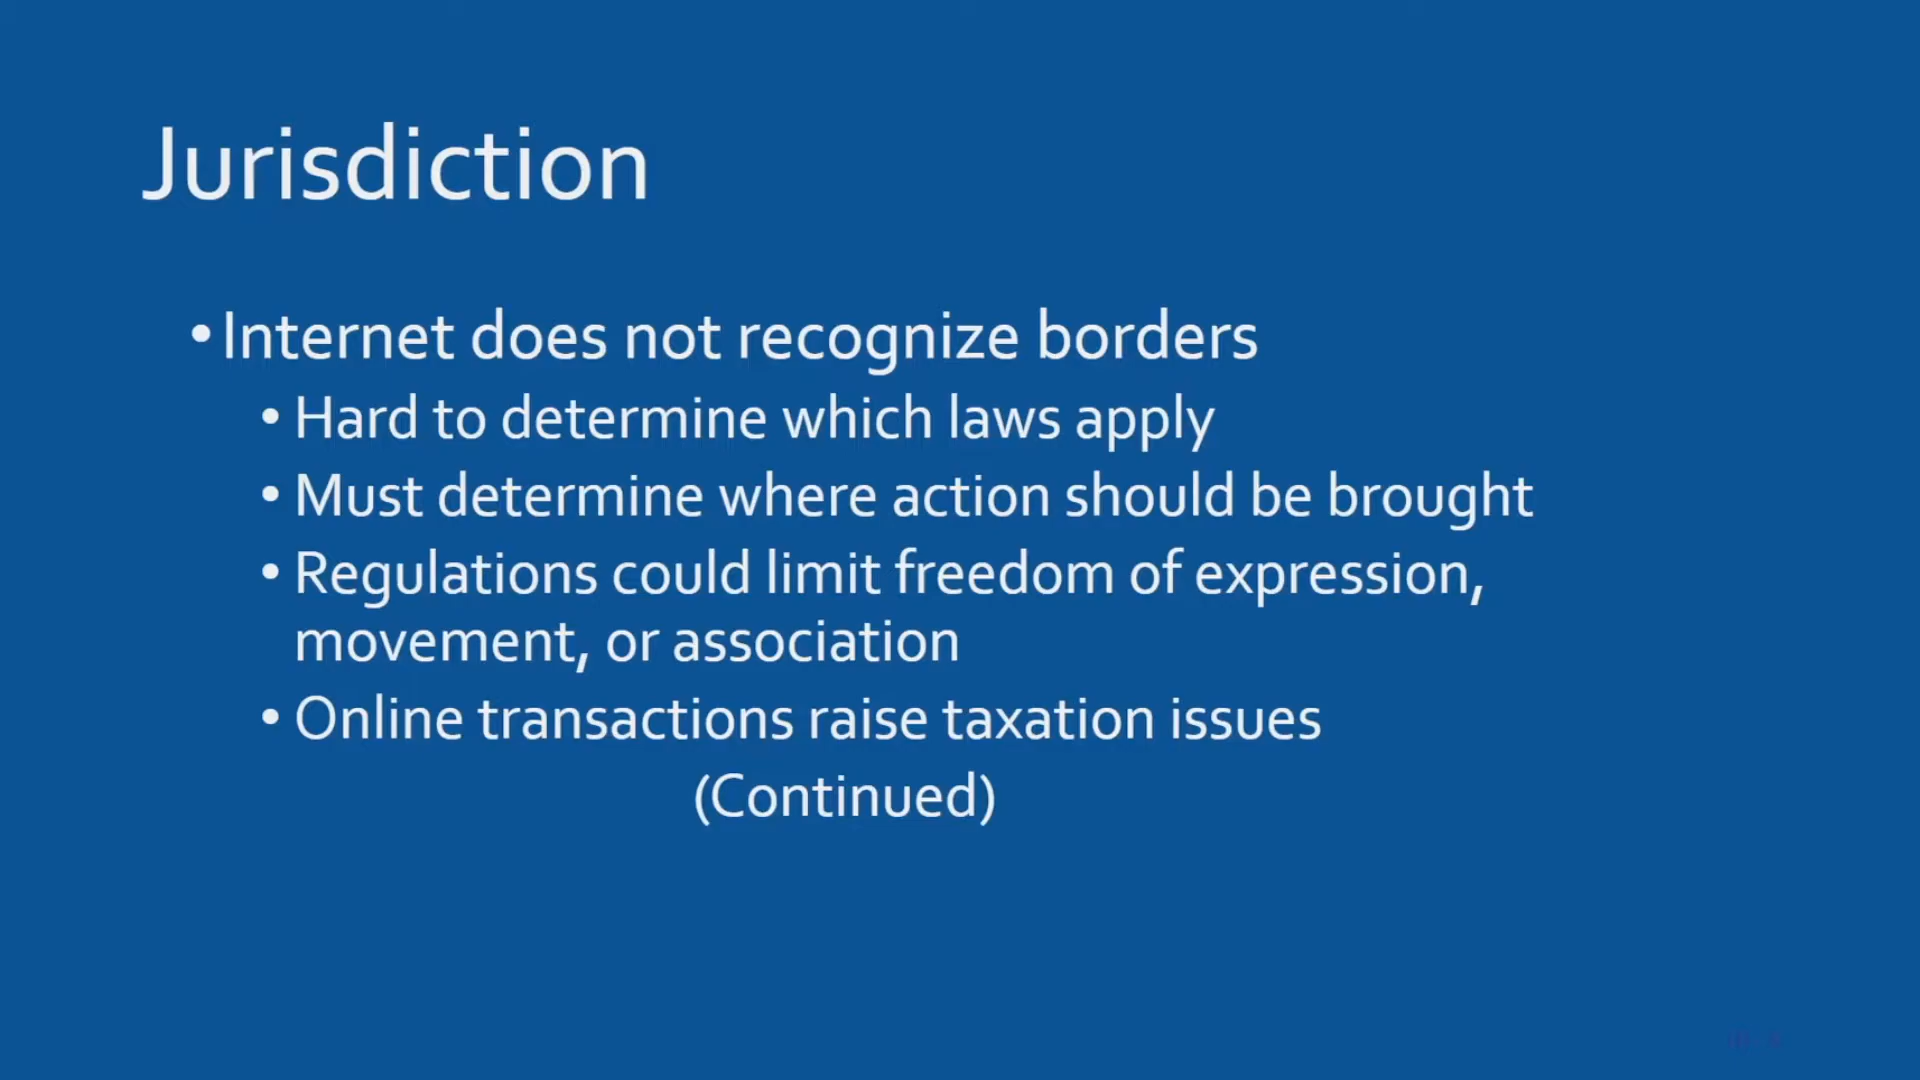 Jurisdiction
• Internet does not recognize borders
• Hard to determine which laws apply
• Must determine where action should be brought
• Regulations could limit freedom of expression,
movement, or association
• Online transactions raise taxation issues
(Continued)